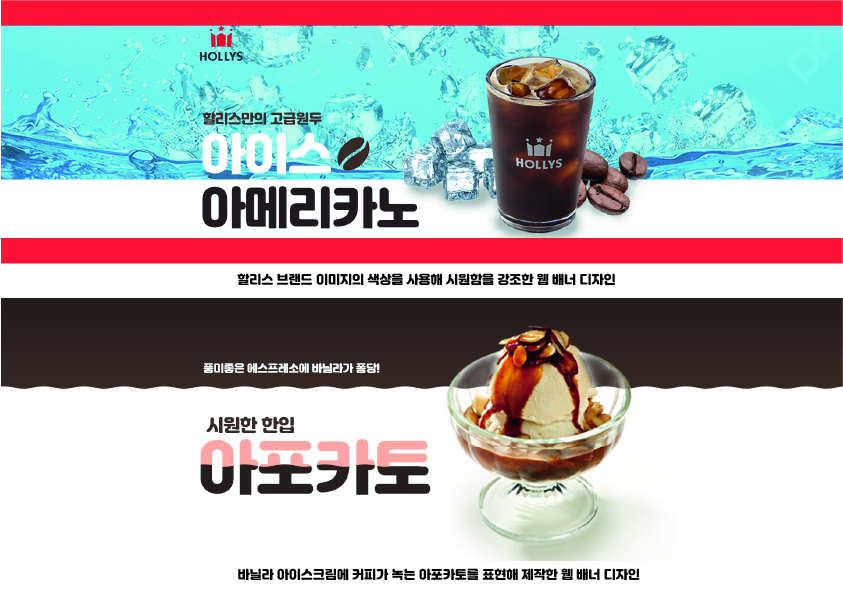 HOLLYS
할리스만의 고급원두
아이스
아메리카노
HOLLYS
할리스 브랜드 이미지의 색상을 사용해 시원함을 강조한 웹 배너 디자인
풍미좋은 에스프레소에 바닐라가 퐁당!
시원한 한입
아포카토
바닐라 아이스크림에 커피가 녹는 아포카토를 표현해 제작한 웹 배너 디자인